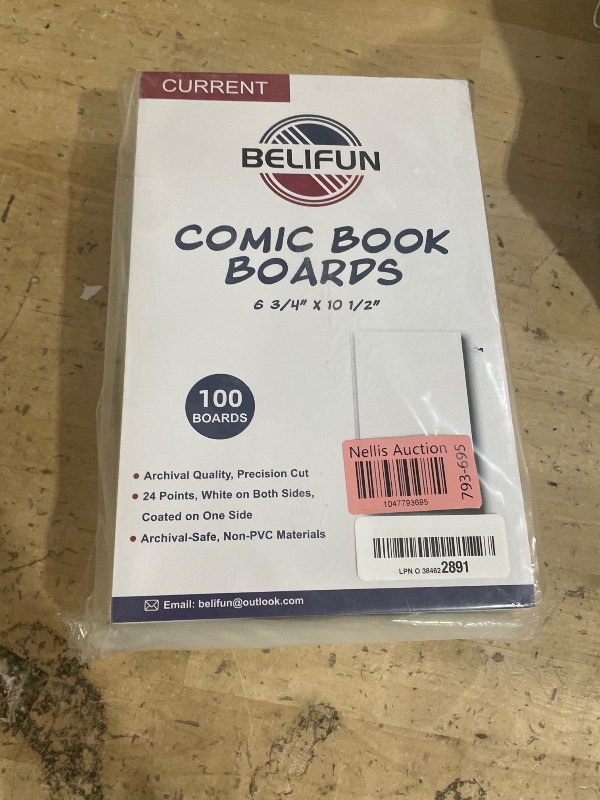 CURRENT
BELIFUN
COMIC BOOK
BOARDS
6 3/4" X 10 1/2"
100
BOARDS
• Archival Quality, Precision Cut
• 24 Points, White on Both Sides,
Coated on One Side
• Archival-Safe, Non-PVC Materials
Nellis Auction
1047793695
793-695
LPN O 38462 2891
Email: belifun@outlook.com